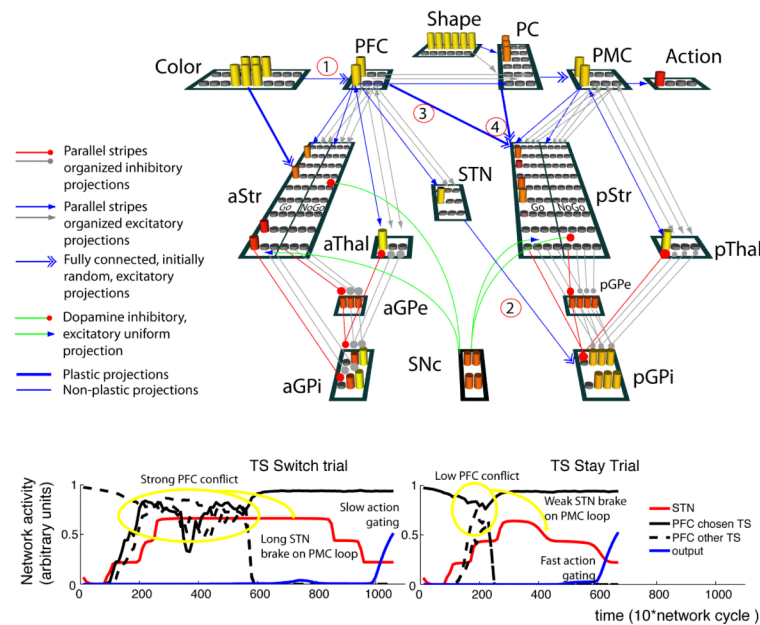 Shape
PC
PFC
PMC
Color
Action
1
3
4
Parallel stripes
organized inhibitory
projections
STN
aStr
pStr
Go
NoGo
Go
NoGo
Parallel stripes
organized excitatory
projections
aThal
pThal
Fully connected, initially
random, excitatory
projections
pGPe
aGPe
2
Dopamine inhibitory,
excitatory uniform
projection
SNc
aGPi
pGPi
Plastic projections
Non-plastic projections
TS Switch trial
TS Stay Trial
Strong PFC conflict
Low PFC conflict
Network activity
(arbitrary units)
1
0.5
0
Slow action
gating
Long STN
brake on PMC loop
0 200 400 600 800 1000
1
0.5
0
Weak STN brake
on PMC loop
Fast action
gating
0 200 400 600 800 1000
STN
PFC chosen TS
PFC other TS
output
time (10*network cycle )